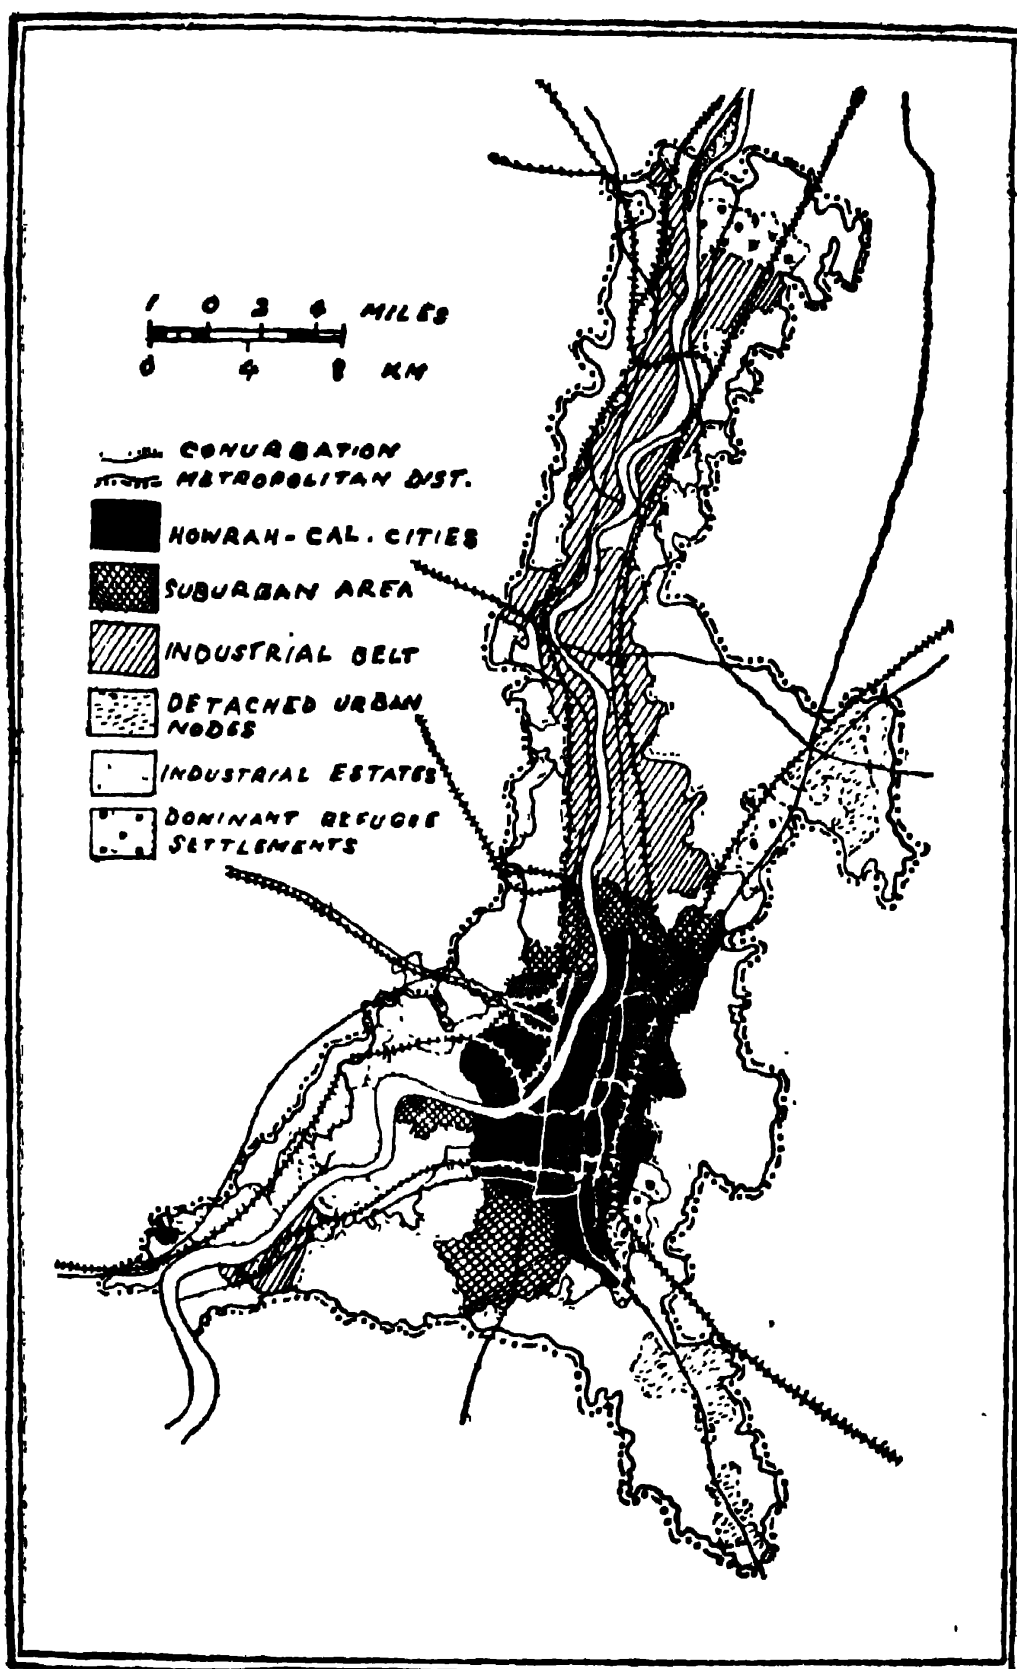 1 0 2 4 MILES
0 4 8 KM
CONURBATION
METROPOLITAN DIST.
HOWRAH - CAL. CITIES
SUBURBAN AREA
INDUSTRIAL BELT
DETACHED URBAN
NODES
INDUSTRIAL ESTATES
DOMINANT REFUGEE
SETTLEMENTS